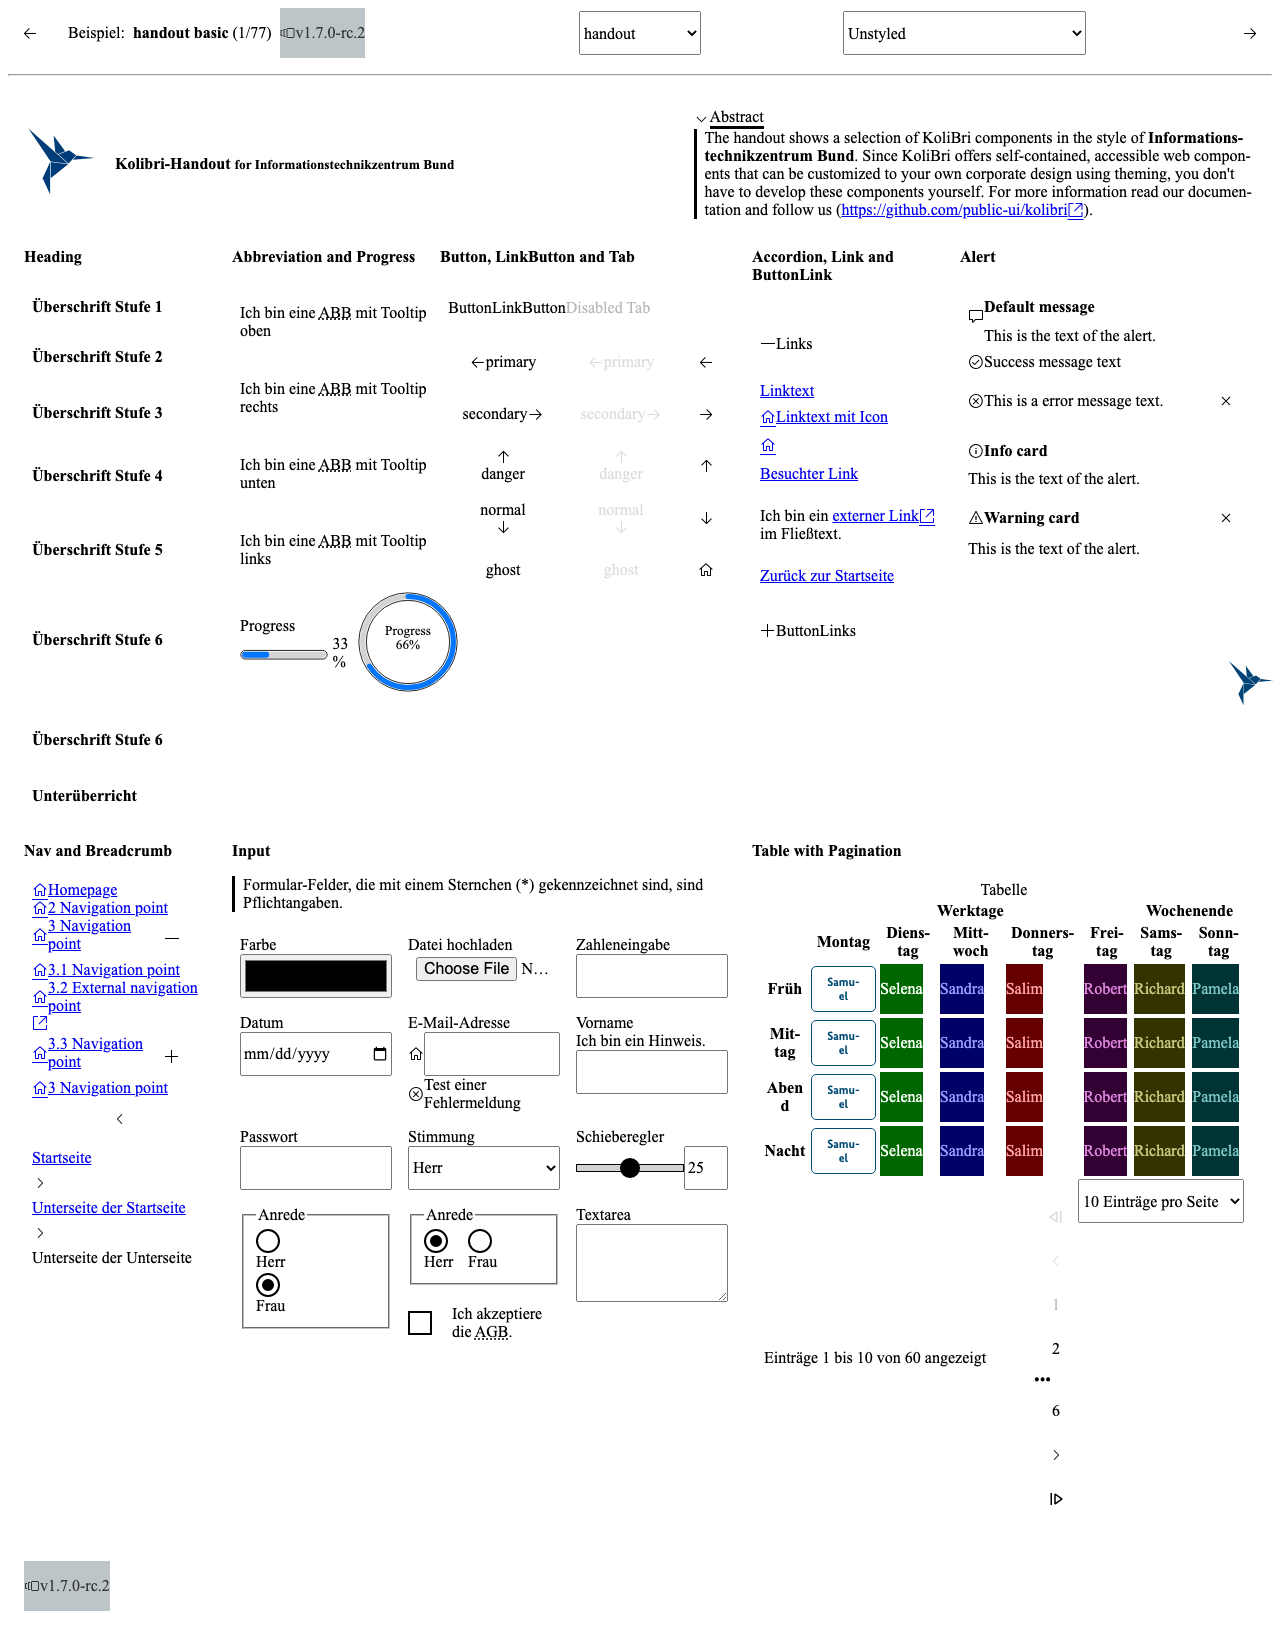 Beispiel: handout basic (1/77) v1.7.0-rc.2 handout Unstyled
Abstract
Kolibri-Handout for Informationstechnikzentrum Bund
The handout shows a selection of KoliBri components in the style of Informations-
technikzentrum Bund. Since KoliBri offers self-contained, accessible web compon-
ents that can be customized to your own corporate design using theming, you don't
have to develop these components yourself. For more information read our documen-
tation and follow us (https://github.com/public-ui/kolibri).
Heading
Überschrift Stufe 1
Überschrift Stufe 2
Überschrift Stufe 3
Überschrift Stufe 4
Überschrift Stufe 5
Überschrift Stufe 6
Überschrift Stufe 6
Unterüberricht
Abbreviation and Progress
Ich bin eine ABB mit Tooltip
oben
Ich bin eine ABB mit Tooltip
rechts
Ich bin eine ABB mit Tooltip
unten
Ich bin eine ABB mit Tooltip
links
Progress
33
%
Progress
66%
Button, LinkButton and Tab
ButtonLinkButtonDisabled Tab
primary primary
secondary secondary
danger danger
normal normal
ghost ghost
Accordion, Link and
ButtonLink
Links
Linktext
Linktext mit Icon
Besuchter Link
Ich bin ein externer Link
im Fließtext.
Zurück zur Startseite
ButtonLinks
Alert
Default message
This is the text of the alert.
Success message text
This is a error message text.
Info card
This is the text of the alert.
Warning card
This is the text of the alert.
Nav and Breadcrumb
Homepage
2 Navigation point
3 Navigation
point
3.1 Navigation point
3.2 External navigation
point
3.3 Navigation
point
3 Navigation point
Startseite
Unterseite der Startseite
Unterseite der Unterseite
Input
Formular-Felder, die mit einem Sternchen (*) gekennzeichnet sind, sind
Pflichtangaben.
Farbe
Datei hochladen
Choose File N…
Zahleneingabe
Datum
mm/dd/yyyy
E-Mail-Adresse
Test einer
Fehlermeldung
Vorname
Ich bin ein Hinweis.
Passwort
Stimmung
Herr
Schieberegler
25
Anrede
Herr
Frau
Anrede
Herr Frau
Textarea
Ich akzeptiere
die AGB.
Table with Pagination
Tabelle
Werktage Wochenende
Montag Diens- Mitt- Donners- Frei- Sams- Sonn-
tag woch tag tag tag tag
Früh Samu- Selena Sandra Salim Robert Richard Pamela
el
Mit- Samu- Selena Sandra Salim Robert Richard Pamela
tag el
Aben Samu- Selena Sandra Salim Robert Richard Pamela
d el
Nacht Samu- Selena Sandra Salim Robert Richard Pamela
el
10 Einträge pro Seite
1
2
Einträge 1 bis 10 von 60 angezeigt
•••
6
v1.7.0-rc.2